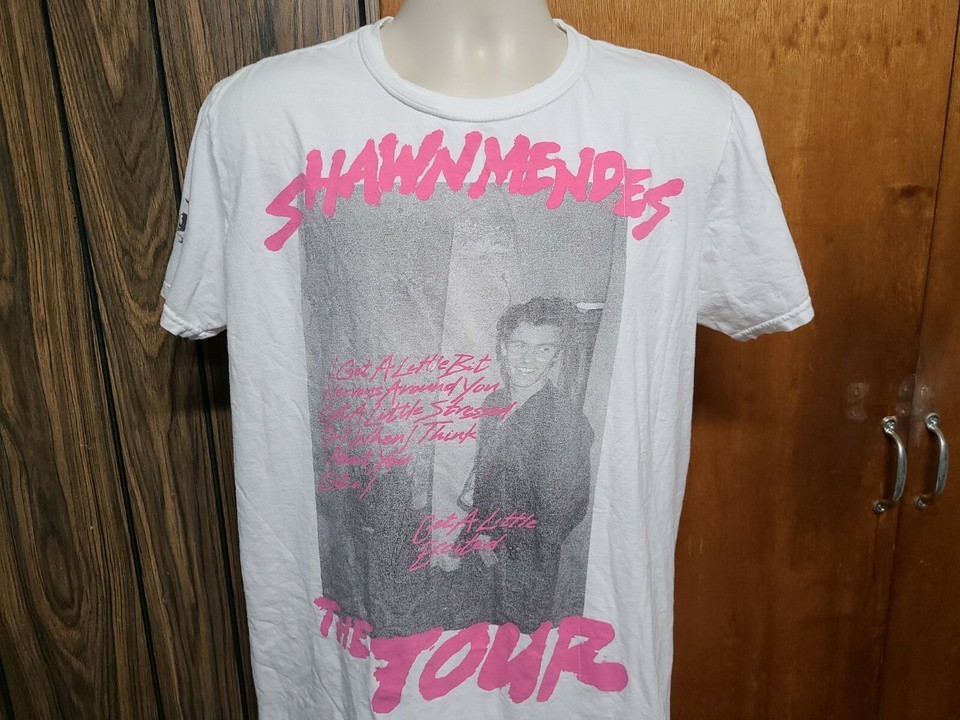 SHAWN MENDES
I Get A Little Bit
Nervous Around You
Get A Little Stressed
Out When I Think
About You
Get A Little
Excited
THE TOUR